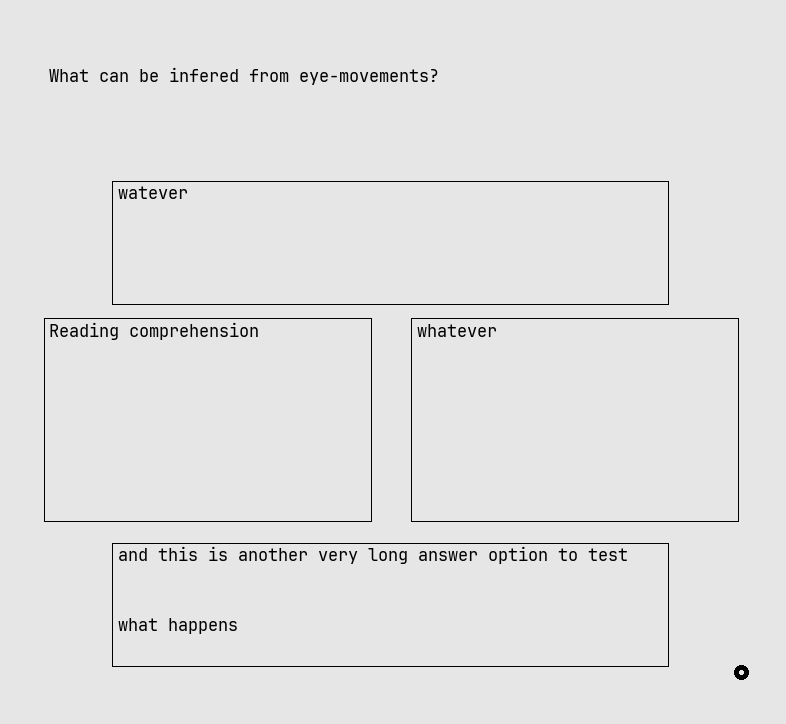 What can be infered from eye-movements?
watever
Reading comprehension
whatever
and this is another very long answer option to test
what happens